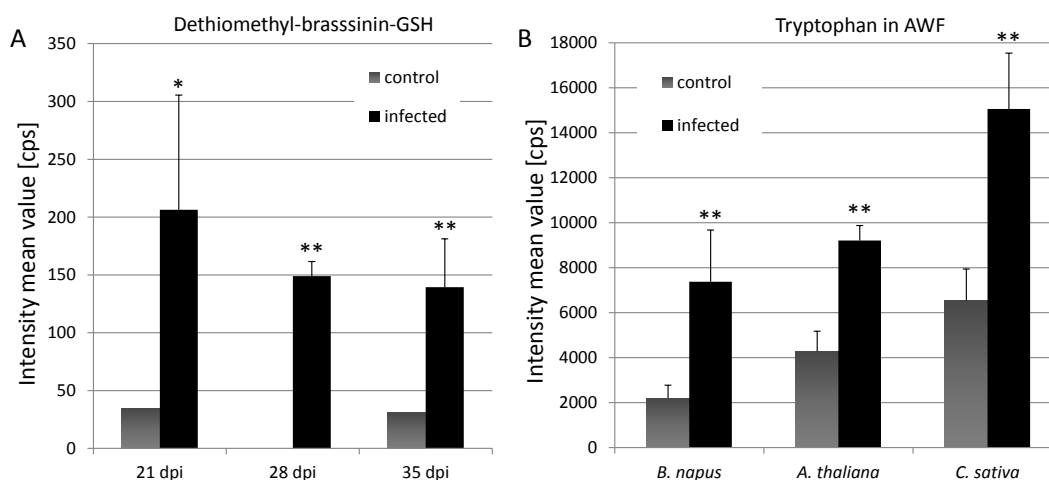 A
Dethiomethyl-brasssinin-GSH
Intensity mean value [cps]
350
300
250
200
150
100
50
0
control
infected
*
**
**
21 dpi 28 dpi 35 dpi
B
Tryptophan in AWF
Intensity mean value [cps]
18000
16000
14000
12000
10000
8000
6000
4000
2000
0
control
infected
**
**
**
B. napus A. thaliana C. sativa